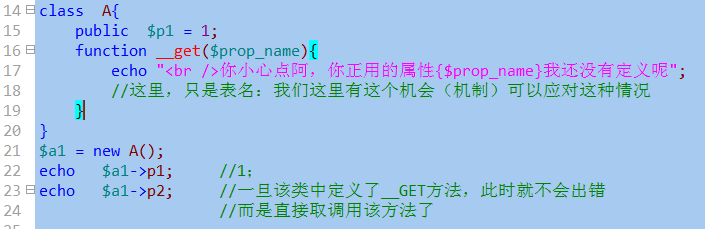 14 class  A{
15     public  $p1 = 1;
16     function __get($prop_name){
17         echo "<br />你小心点阿，你正用的属性{$prop_name}我还没有定义呢";
18         //这里，只是表名：我们这里有这个机会（机制）可以应对这种情况
19     }
20 }
21 $a1 = new A();
22 echo   $a1->p1;     //1;
23 echo   $a1->p2;     //一旦该类中定义了__GET方法，此时就不会出错
24                     //而是直接取调用该方法了
25